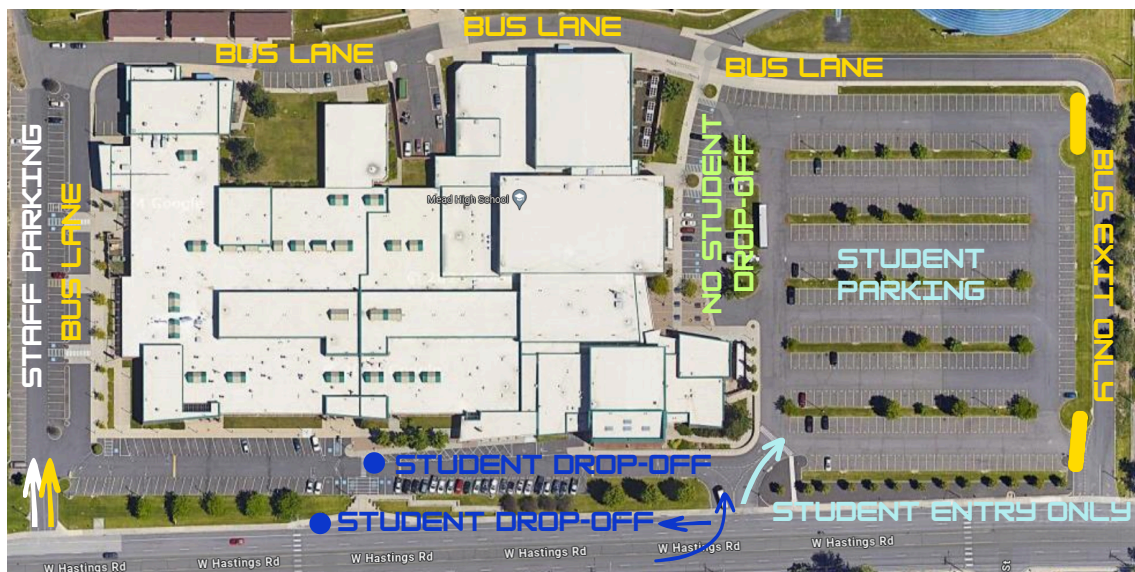 BUS LANE
BUS LANE
BUS LANE
STAFF PARKING
BUS LANE
Mead High School
NO STUDENT
DROP-OFF
STUDENT
PARKING
BUS EXIT ONLY
STUDENT DROP-OFF
STUDENT DROP-OFF
STUDENT ENTRY ONLY
W Hastings Rd
W Hastings Rd
W Hastings Rd
W Hastings Rd
W Hastings Rd
St